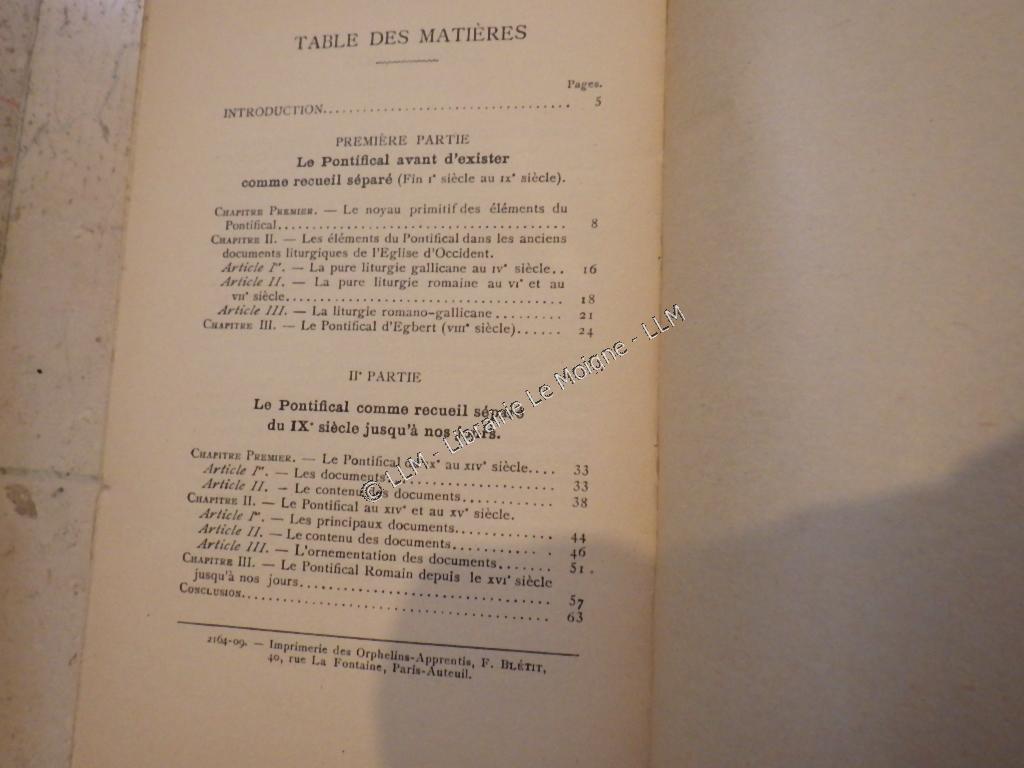 TABLE DES MATIÈRES
Pages.
INTRODUCTION.................................. 5
PREMIÈRE PARTIE
Le Pontifical avant d'exister
comme recueil séparé (Fin Iᵉ siècle au IXᵉ siècle).
CHAPITRE PREMIER. — Le noyau primitif des éléments du
Pontifical........................................ 8
CHAPITRE II. — Les éléments du Pontifical dans les anciens
documents liturgiques de l'Eglise d'Occident.
Article Iᵉʳ. — La pure liturgie gallicane au IVᵉ siècle.. 16
Article II. — La pure liturgie romaine au VIᵉ et au
VIIᵉ siècle...................................... 18
Article III. — La liturgie romano-gallicane.......... 21
CHAPITRE III. — Le Pontifical d'Egbert (VIIIᵉ siècle)...... 24
IIᵉ PARTIE
Le Pontifical comme recueil séparé
du IXᵉ siècle jusqu'à nos jours.
CHAPITRE PREMIER. — Le Pontifical du IXᵉ au XIVᵉ siècle.... 33
Article Iᵉʳ. — Les documents........................ 33
Article II. — Le contenu des documents............. 38
CHAPITRE II. — Le Pontifical au XIVᵉ et au XVᵉ siècle.
Article Iᵉʳ. — Les principaux documents.............. 44
Article II. — Le contenu des documents............. 46
Article III. — L'ornementation des documents....... 51
CHAPITRE III. — Le Pontifical Romain depuis le XVIᵉ siècle
jusqu'à nos jours.................................. 57
CONCLUSION........................................ 63
2164-09. — Imprimerie des Orphelins-Apprentis, F. BLÉTIT,
40, rue La Fontaine, Paris-Auteuil.
© LLM - Librairie Le Moigne - LLM